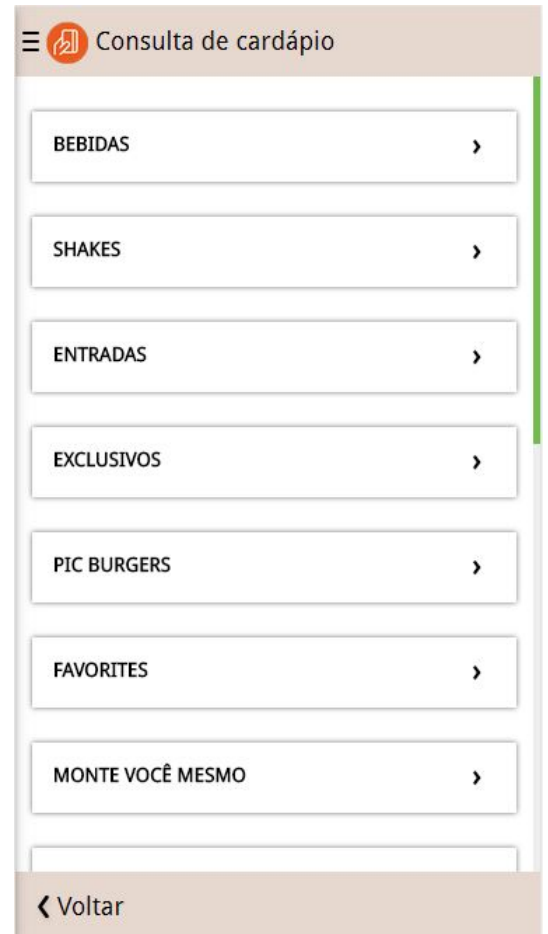 Consulta de cardápio
BEBIDAS
SHAKES
ENTRADAS
EXCLUSIVOS
PIC BURGERS
FAVORITES
MONTE VOCÊ MESMO
Voltar